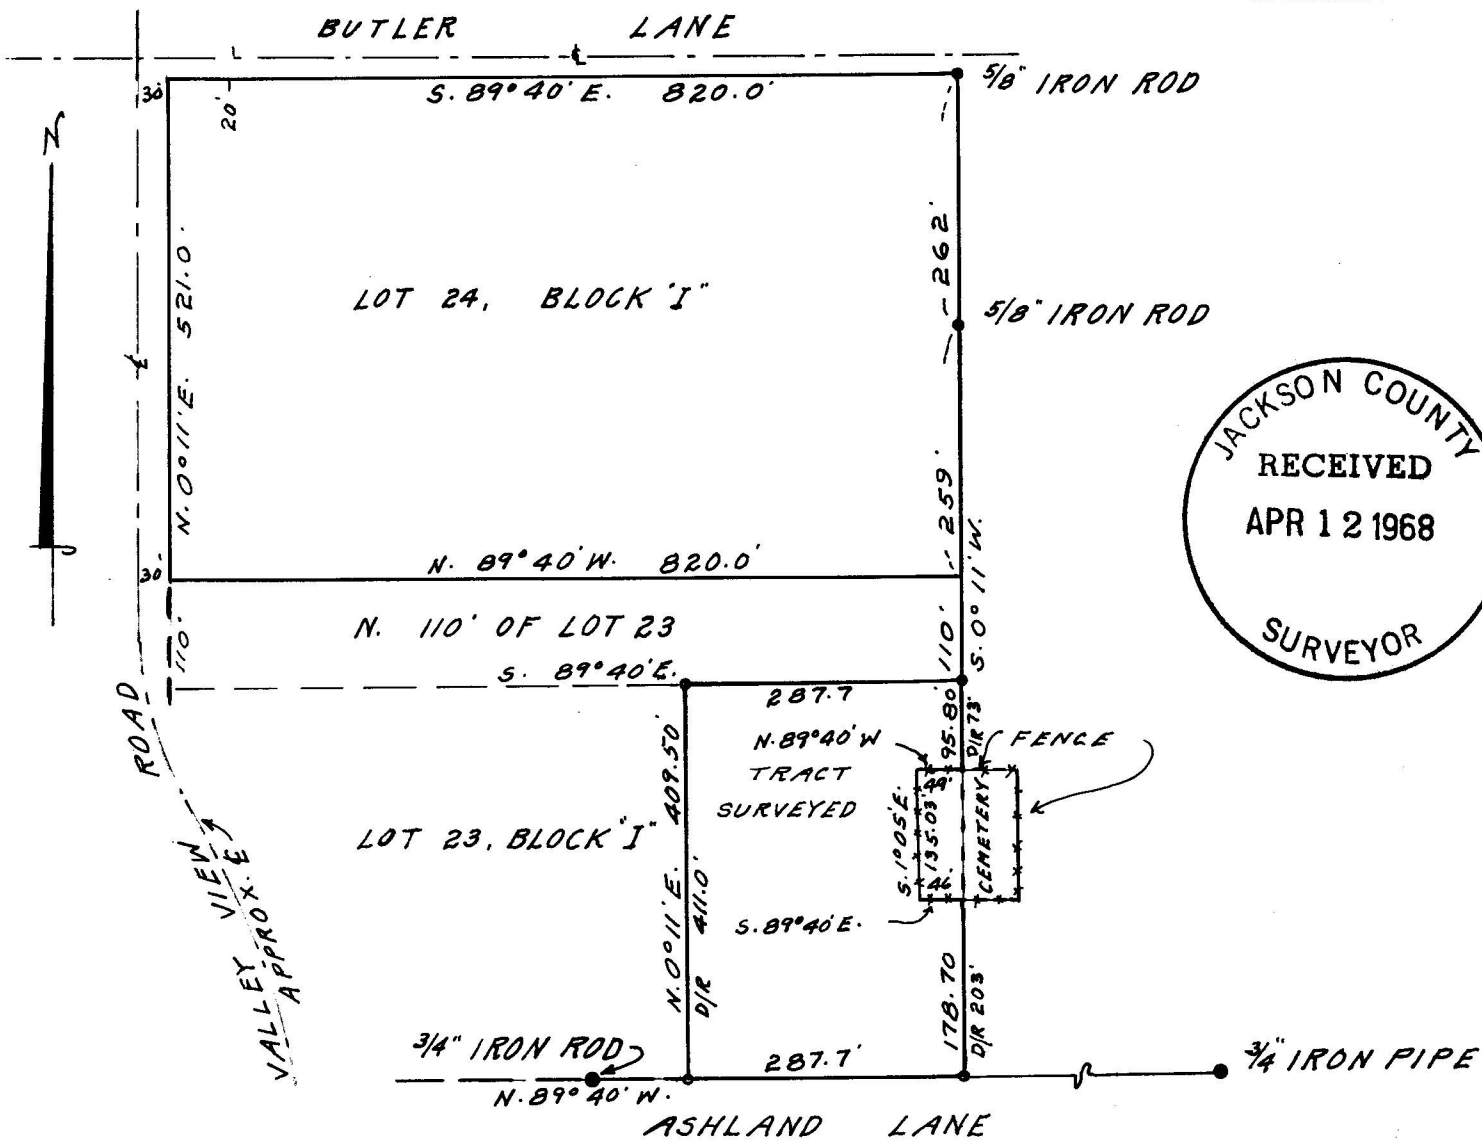 BUTLER LANE
℄
5/8" IRON ROD
30'
20'
S. 89°40' E. 820.0'
N
262'
N. 0°11' E. 521.0'
LOT 24, BLOCK "I"
5/8" IRON ROD
℄
JACKSON COUNTY
RECEIVED
APR 12 1968
SURVEYOR
259'
30'
N. 89°40' W. 820.0'
S. 0°11' W.
110'
N. 110' OF LOT 23
110'
S. 89°40' E.
287.7
95.80'
D/R 73'
N. 89°40' W
FENCE
TRACT
SURVEYED
49'
S. 1°05' E.
135.03'
CEMETERY
46.
N. 0°11' E. 409.50'
D/R 411.0'
LOT 23, BLOCK "I"
S. 89°40' E.
VALLEY VIEW ROAD
APPROX. ℄
178.70
D/R 203'
3/4" IRON ROD
287.7'
3/4" IRON PIPE
N. 89°40' W.
ASHLAND LANE